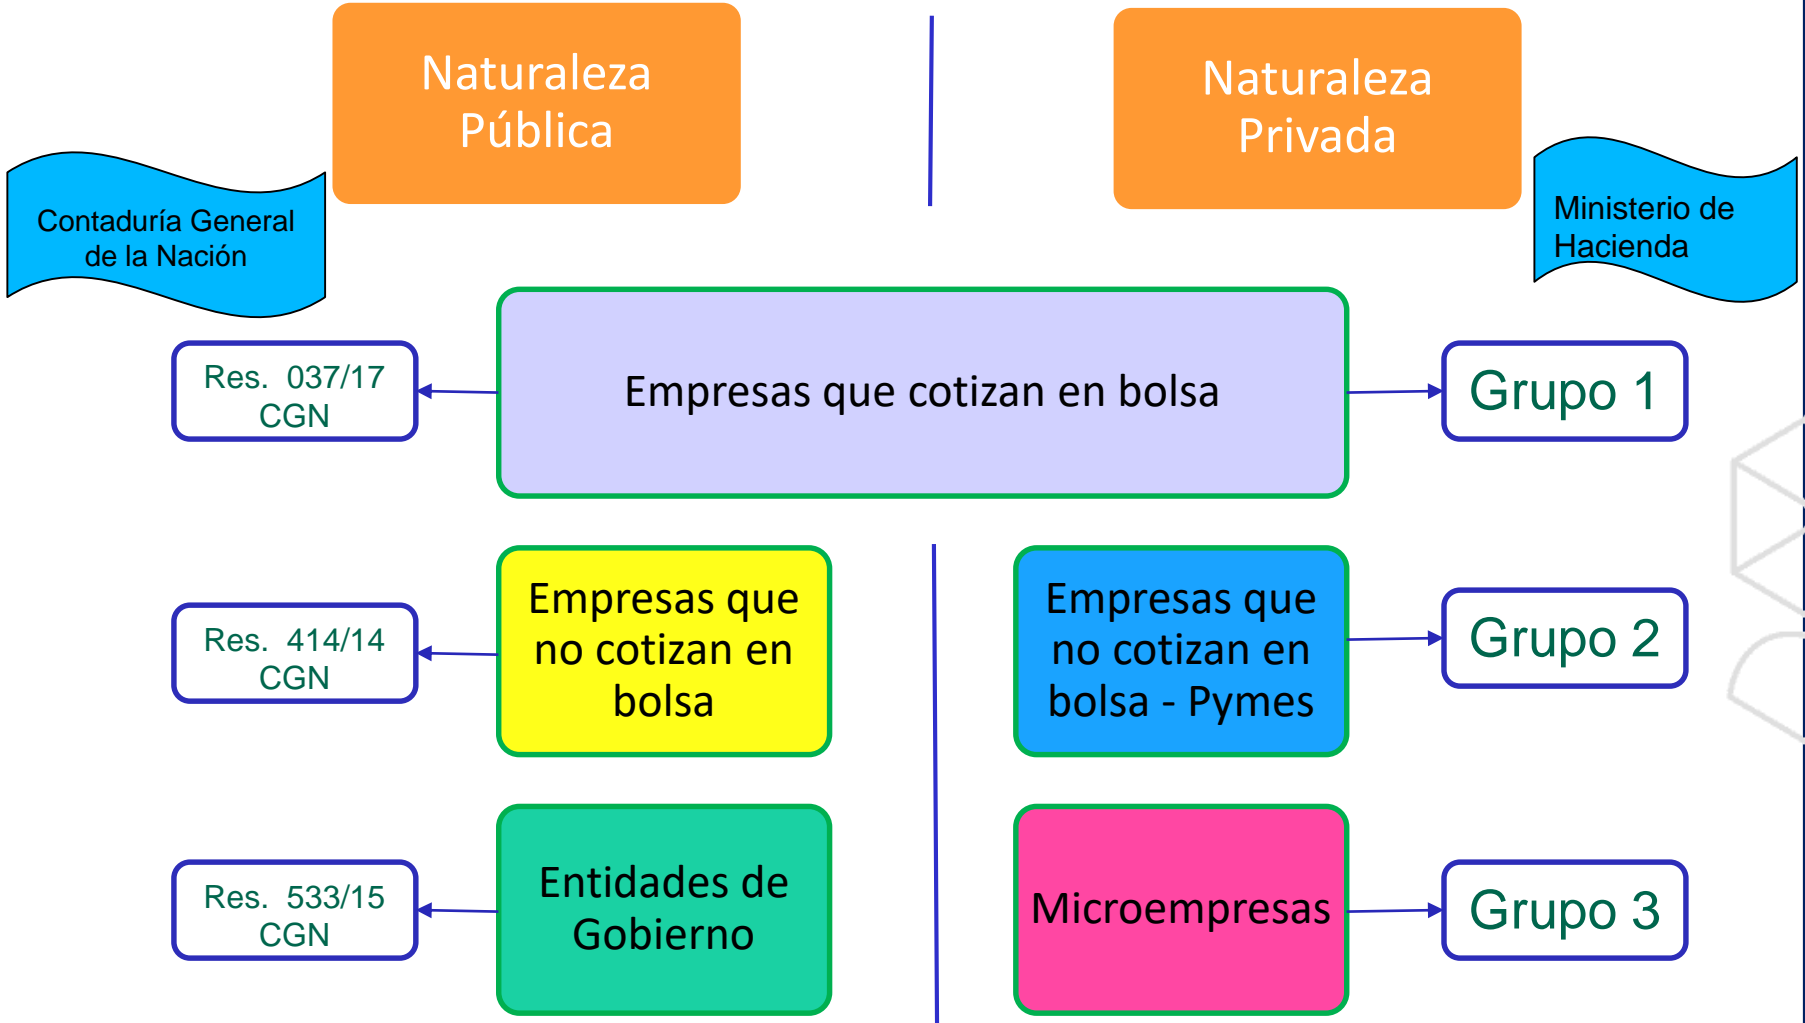 Naturaleza
Pública
Naturaleza
Privada
Contaduría General
de la Nación
Ministerio de
Hacienda
Res.  037/17
CGN
Empresas que cotizan en bolsa
Grupo 1
Res.  414/14
CGN
Empresas que
no cotizan en
bolsa
Empresas que
no cotizan en
bolsa - Pymes
Grupo 2
Res.  533/15
CGN
Entidades de
Gobierno
Microempresas
Grupo 3